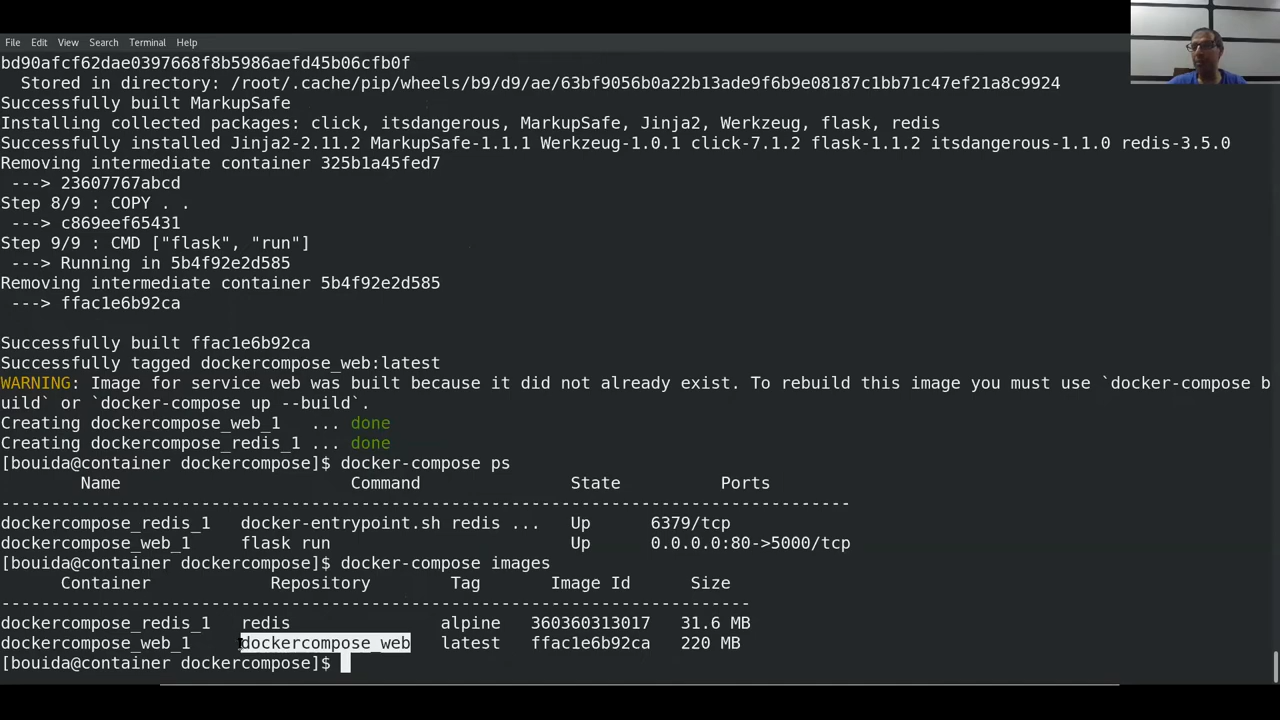 File Edit View Search Terminal Help
bd90afcf62dae0397668f8b5986aefd45b06cfb0f
Stored in directory: /root/.cache/pip/wheels/b9/d9/ae/63bf9056b0a22b13ade9f6b9e08187c1bb71c47ef21a8c9924
Successfully built MarkupSafe
Installing collected packages: click, itsdangerous, MarkupSafe, Jinja2, Werkzeug, flask, redis
Successfully installed Jinja2-2.11.2 MarkupSafe-1.1.1 Werkzeug-1.0.1 click-7.1.2 flask-1.1.2 itsdangerous-1.1.0 redis-3.5.0
Removing intermediate container 325b1a45fed7
---> 23607767abcd
Step 8/9 : COPY . .
---> c869eef65431
Step 9/9 : CMD ["flask", "run"]
---> Running in 5b4f92e2d585
Removing intermediate container 5b4f92e2d585
---> ffac1e6b92ca
Successfully built ffac1e6b92ca
Successfully tagged dockercompose_web:latest
WARNING: Image for service web was built because it did not already exist. To rebuild this image you must use `docker-compose b
uild` or `docker-compose up --build`.
Creating dockercompose_web_1 ... done
Creating dockercompose_redis_1 ... done
[bouida@container dockercompose]$ docker-compose ps
Name Command State Ports
-------------------------------------------------------------------------------------
dockercompose_redis_1 docker-entrypoint.sh redis ... Up 6379/tcp
dockercompose_web_1 flask run Up 0.0.0.0:80->5000/tcp
[bouida@container dockercompose]$ docker-compose images
Container Repository Tag Image Id Size
---------------------------------------------------------------------------
dockercompose_redis_1 redis alpine 360360313017 31.6 MB
dockercompose_web_1 dockercompose_web latest ffac1e6b92ca 220 MB
[bouida@container dockercompose]$